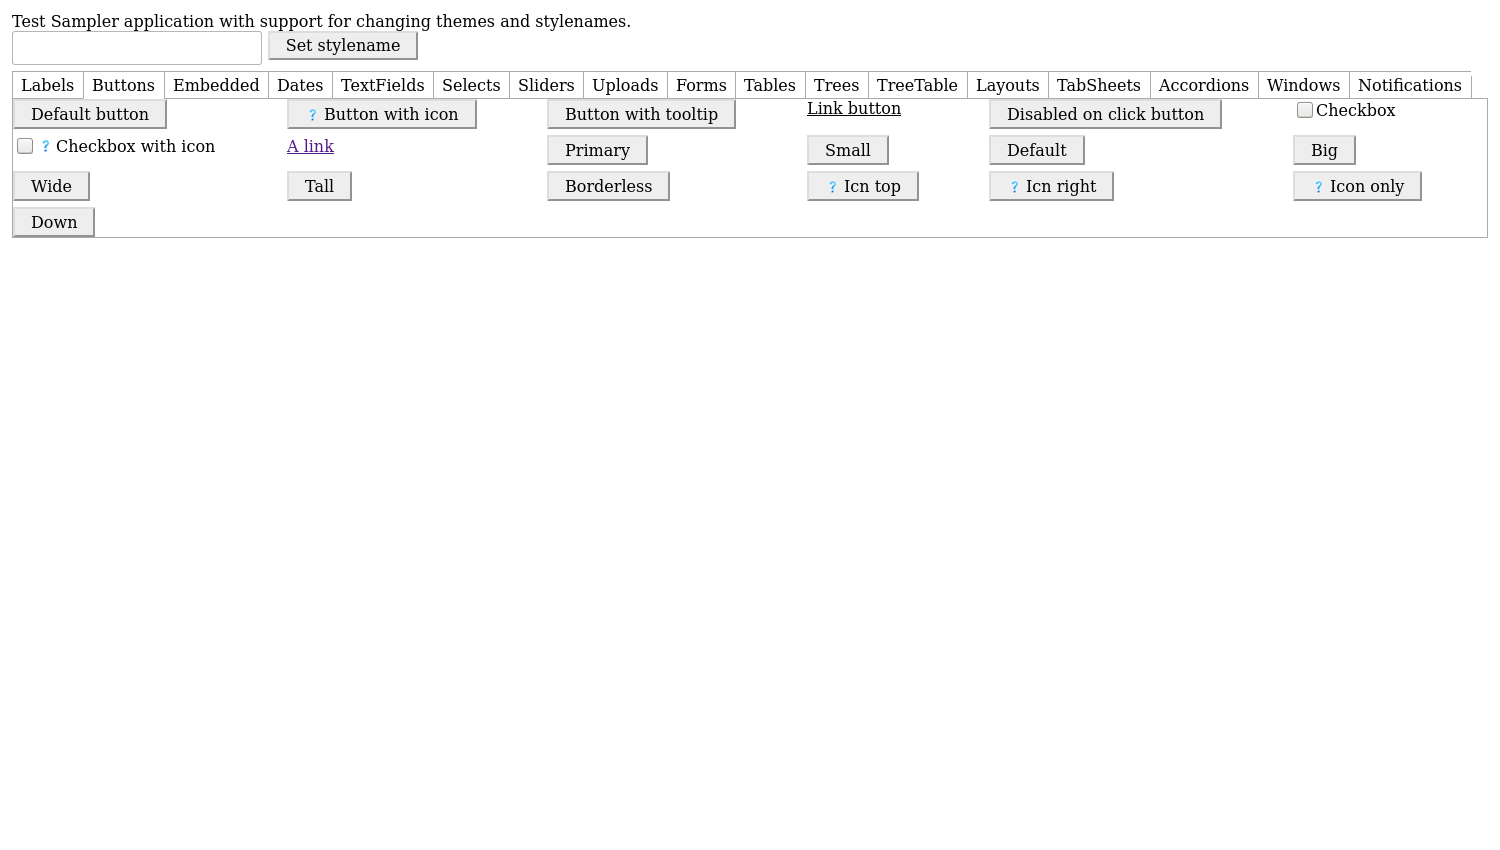 Test Sampler application with support for changing themes and stylenames.
Set stylename
Labels Buttons Embedded Dates TextFields Selects Sliders Uploads Forms Tables Trees TreeTable Layouts TabSheets Accordions Windows Notifications
Default button ? Button with icon Button with tooltip Link button Disabled on click button Checkbox
? Checkbox with icon A link Primary Small Default Big
Wide Tall Borderless ? Icn top ? Icn right ? Icon only
Down